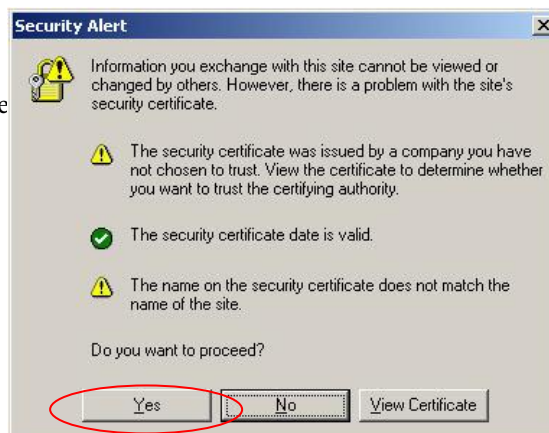 Security Alert
Information you exchange with this site cannot be viewed or
changed by others. However, there is a problem with the site's
security certificate.
e
The security certificate was issued by a company you have
not chosen to trust. View the certificate to determine whether
you want to trust the certifying authority.
The security certificate date is valid.
The name on the security certificate does not match the
name of the site.
Do you want to proceed?
Yes
No
View Certificate